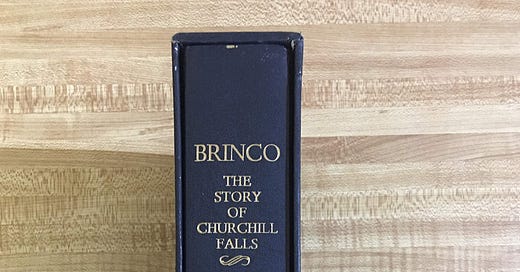 BRINCO
THE
STORY
OF
CHURCHILL
FALLS